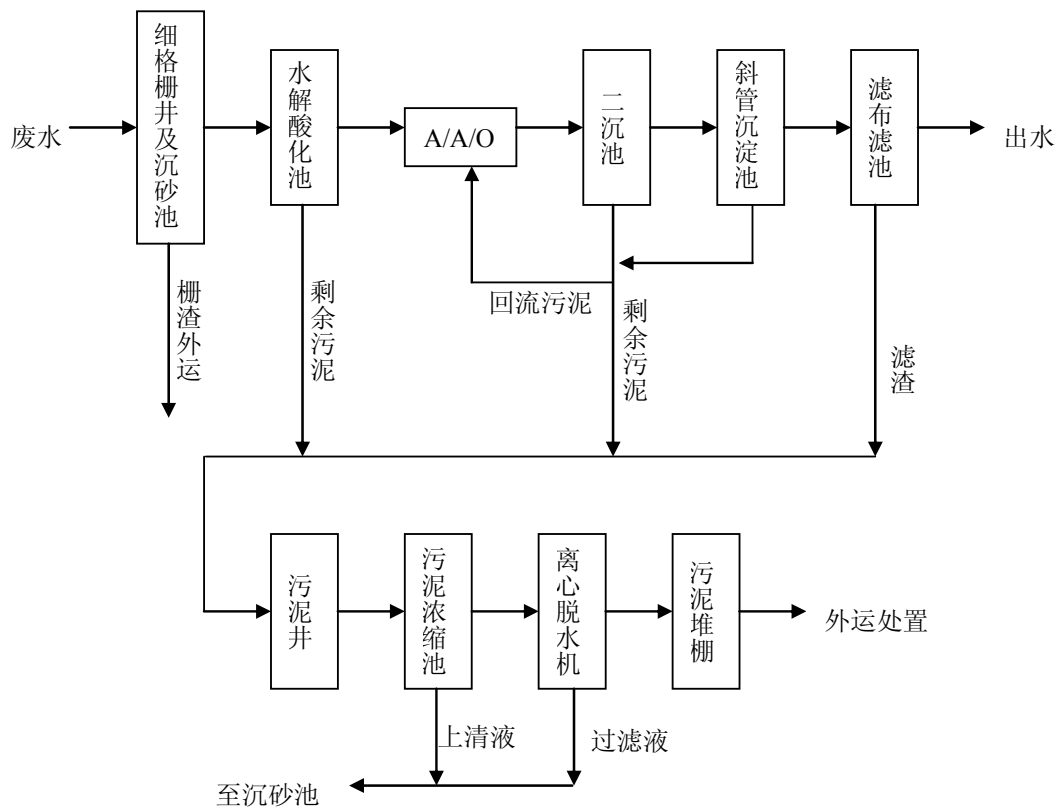 废水
细格栅井及沉砂池
水解酸化池
A/A/O
二沉池
斜管沉淀池
滤布滤池
出水
栅渣外运
剩余污泥
回流污泥
剩余污泥
滤渣
污泥井
污泥浓缩池
离心脱水机
污泥堆棚
外运处置
上清液
过滤液
至沉砂池